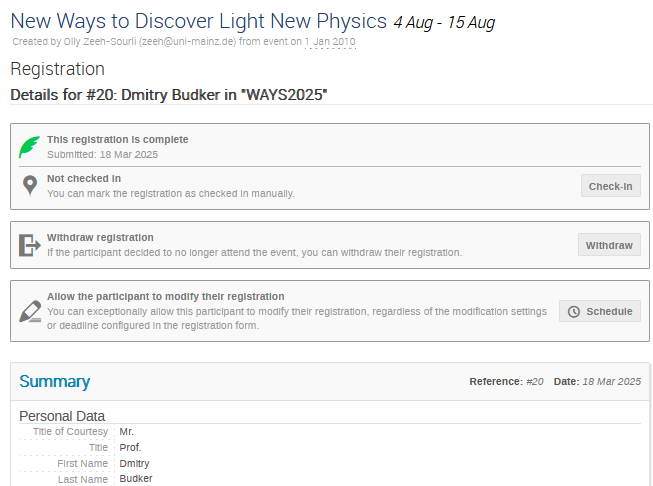 New Ways to Discover Light New Physics 4 Aug - 15 Aug
Created by Olly Zeeh-Sourli (zeeh@uni-mainz.de) from event on 1 Jan 2010
Registration
Details for #20: Dmitry Budker in "WAYS2025"
This registration is complete
Submitted: 18 Mar 2025
Not checked in
You can mark the registration as checked in manually.
Check-in
Withdraw registration
If the participant decided to no longer attend the event, you can withdraw their registration.
Withdraw
Allow the participant to modify their registration
You can exceptionally allow this participant to modify their registration, regardless of the modification settings
or deadline configured in the registration form.
Schedule
Summary
Reference: #20 Date: 18 Mar 2025
Personal Data
Title of Courtesy Mr.
Title Prof.
First Name Dmitry
Last Name Budker